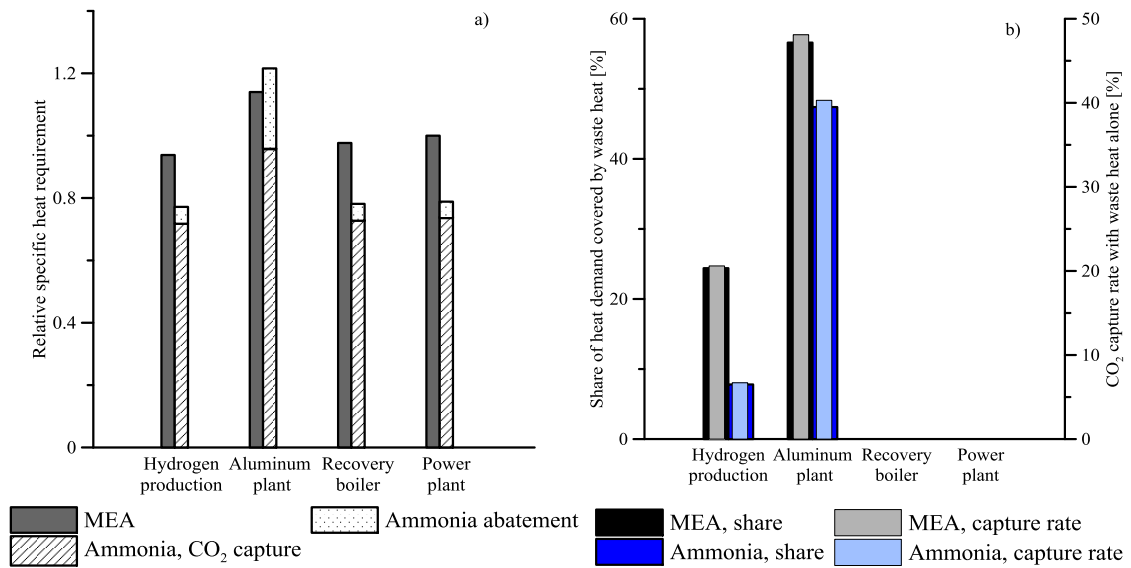 a)
Relative specific heat requirement
1.2
0.8
0.4
0
Hydrogen production
Aluminum plant
Recovery boiler
Power plant
MEA
Ammonia abatement
Ammonia, CO₂ capture
b)
Share of heat demand covered by waste heat [%]
60
40
20
0
CO₂ capture rate with waste heat alone [%]
50
40
30
20
10
0
Hydrogen production
Aluminum plant
Recovery boiler
Power plant
MEA, share
MEA, capture rate
Ammonia, share
Ammonia, capture rate